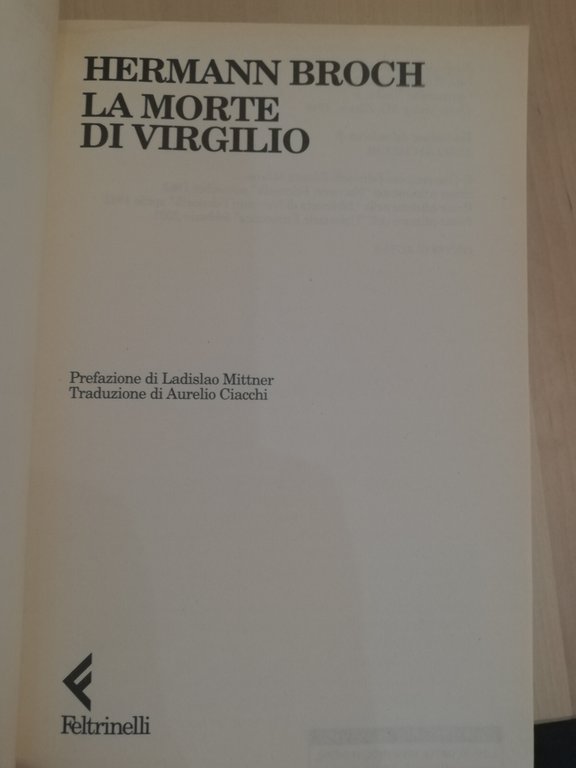 HERMANN BROCH
LA MORTE
DI VIRGILIO
Prefazione di Ladislao Mittner
Traduzione di Aurelio Ciacchi
Feltrinelli